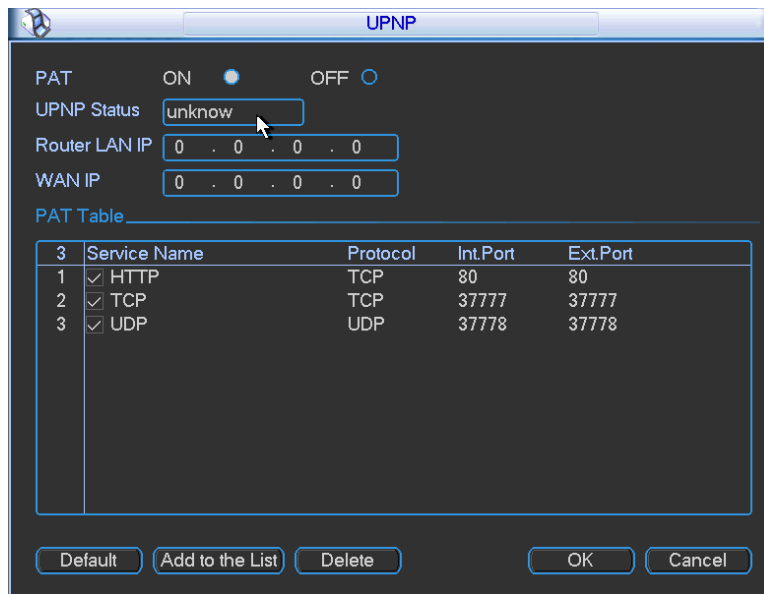 UPNP
PAT ON OFF
UPNP Status unknow
Router LAN IP 0 . 0 . 0 . 0
WAN IP 0 . 0 . 0 . 0
PAT Table
3 Service Name Protocol Int.Port Ext.Port
1 HTTP TCP 80 80
2 TCP TCP 37777 37777
3 UDP UDP 37778 37778
Default Add to the List Delete OK Cancel